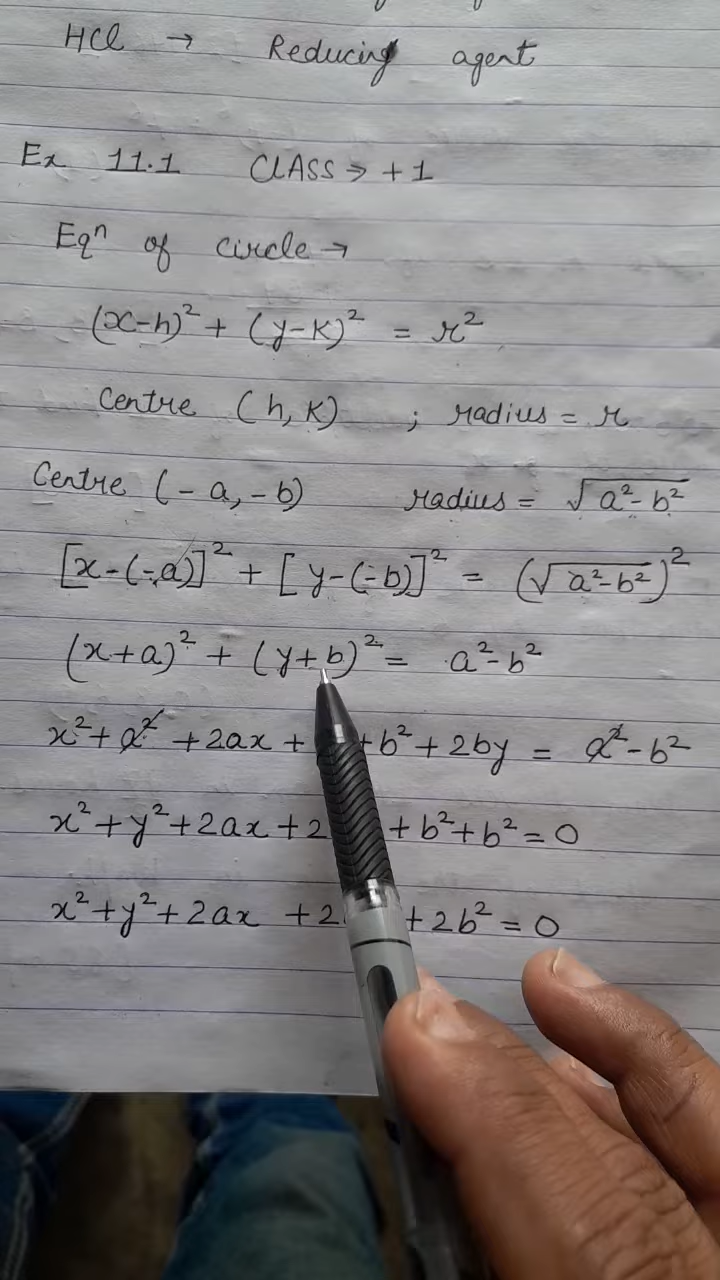 HCl → Reducing agent
Ex 11.1 CLASS → +1
Eqⁿ of circle →
(x-h)² + (y-K)² = r²
Centre (h, K) ; radius = r
Centre (-a, -b) radius = √a²-b²
[x-(-a)]² + [y-(-b)]² = (√a²-b²)²
(x+a)² + (y+b)² = a²-b²
x² + a² + 2ax + +b² + 2by = a² - b²
x² + y² + 2ax + 2 + b² + b² = 0
x² + y² + 2ax + 2 + 2b² = 0